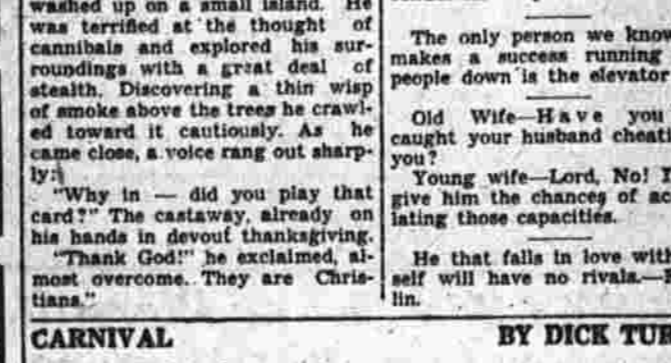 washed up on a small island. He
was terrified at the thought of
cannibals and explored his sur-
roundings with a great deal of
stealth. Discovering a thin wisp
of smoke above the trees he crawl-
ed toward it cautiously. As he
came close, a voice rang out sharp-
ly:
"Why in — did you play that
card?" The castaway, already on
his hands in devout thanksgiving.
"Thank God!" he exclaimed, al-
most overcome. They are Chris-
tians."
The only person we know
makes a success running
people down is the elevator
Old Wife—Have you
caught your husband cheati
you?
Young wife—Lord, No! I
give him the chances of as
lating those capacities.
He that falls in love with
self will have no rivals.—
lin.
CARNIVAL
BY DICK TU